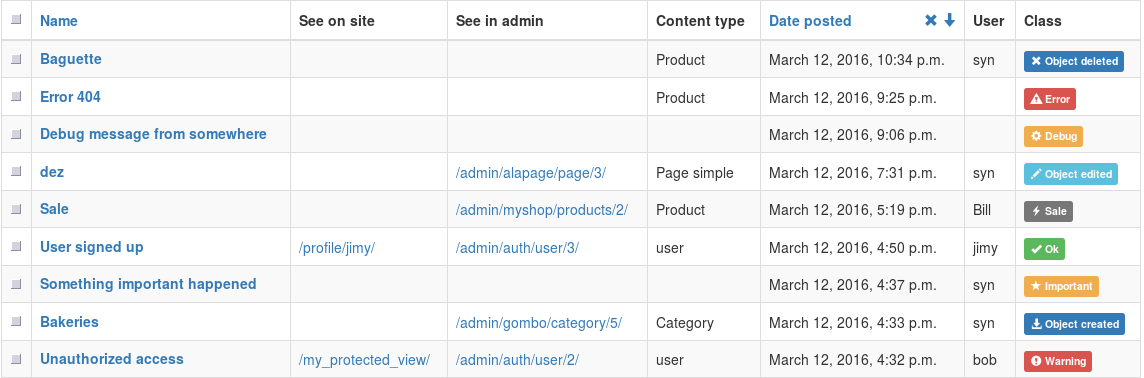 Name See on site See in admin Content type Date posted User Class
Baguette Product March 12, 2016, 10:34 p.m. syn Object deleted
Error 404 Product March 12, 2016, 9:25 p.m. Error
Debug message from somewhere March 12, 2016, 9:06 p.m. Debug
dez /admin/alapage/page/3/ Page simple March 12, 2016, 7:31 p.m. syn Object edited
Sale /admin/myshop/products/2/ Product March 12, 2016, 5:19 p.m. Bill Sale
User signed up /profile/jimy/ /admin/auth/user/3/ user March 12, 2016, 4:50 p.m. jimy Ok
Something important happened March 12, 2016, 4:37 p.m. syn Important
Bakeries /admin/gombo/category/5/ Category March 12, 2016, 4:33 p.m. syn Object created
Unauthorized access /my_protected_view/ /admin/auth/user/2/ user March 12, 2016, 4:32 p.m. bob Warning